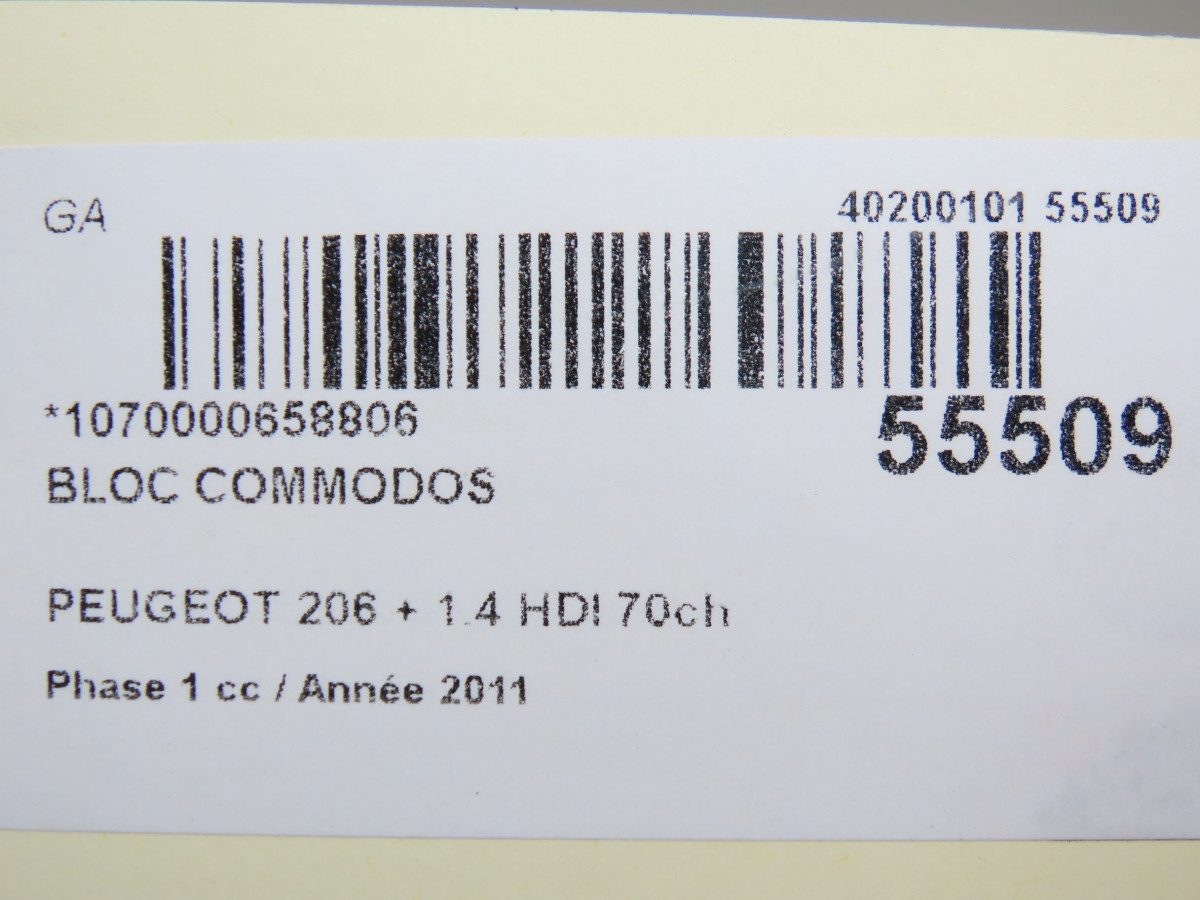 GA
40200101 55509
*1070000658806
55509
BLOC COMMODOS
PEUGEOT 206 + 1.4 HDI 70ch
Phase 1 cc / Année 2011